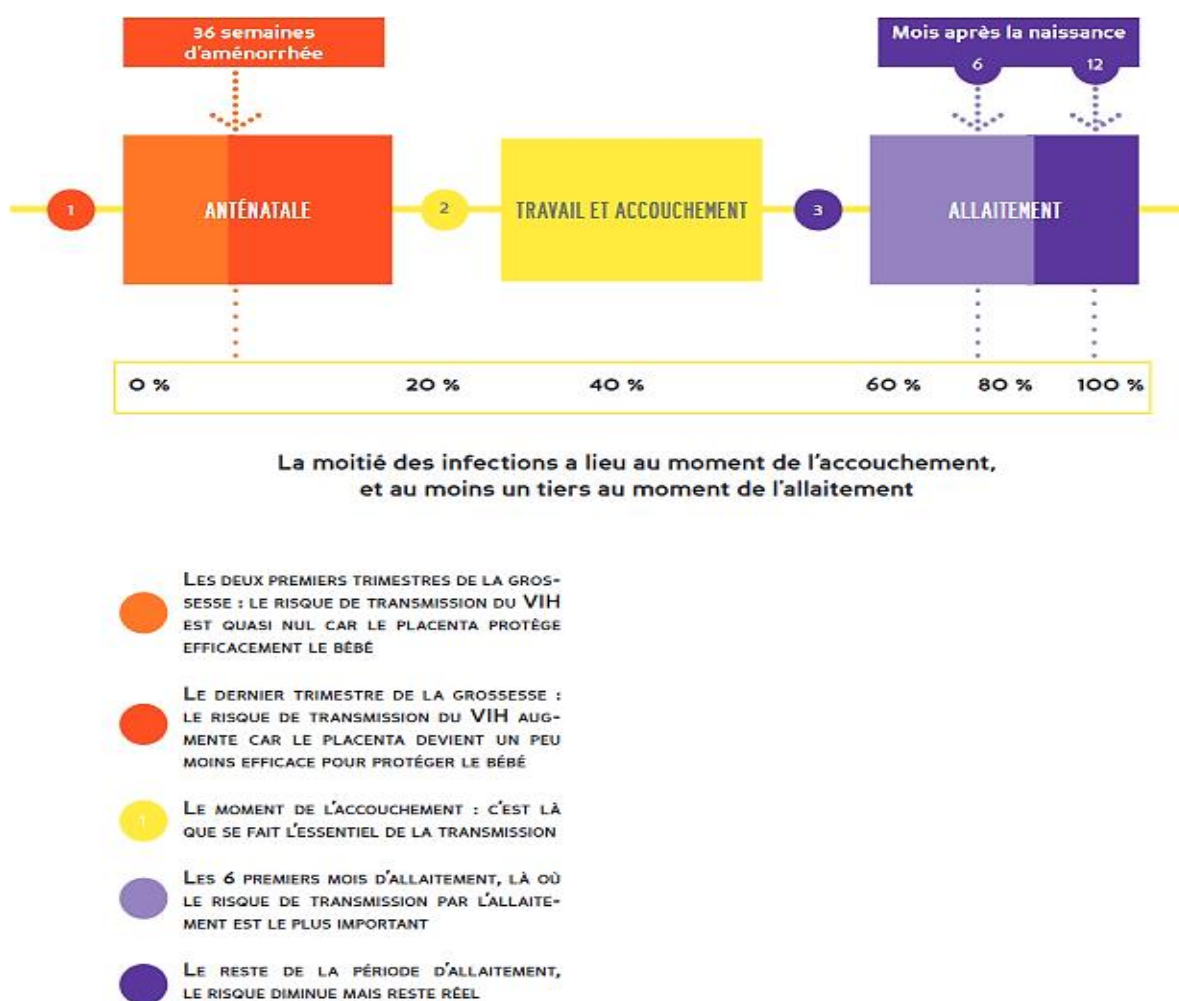 36 semaines
d'aménorrhée
Mois après la naissance
6
12
1
ANTÉNATALE
2
TRAVAIL ET ACCOUCHEMENT
3
ALLAITEMENT
0 %
20 %
40 %
60 %
80 %
100 %
La moitié des infections a lieu au moment de l'accouchement,
et au moins un tiers au moment de l'allaitement
LES DEUX PREMIERS TRIMESTRES DE LA GROS-
SESSE : LE RISQUE DE TRANSMISSION DU VIH
EST QUASI NUL CAR LE PLACENTA PROTÈGE
EFFICACEMENT LE BÉBÉ
LE DERNIER TRIMESTRE DE LA GROSSESSE :
LE RISQUE DE TRANSMISSION DU VIH AUG-
MENTE CAR LE PLACENTA DEVIENT UN PEU
MOINS EFFICACE POUR PROTÉGER LE BÉBÉ
1
LE MOMENT DE L'ACCOUCHEMENT : C'EST LÀ
QUE SE FAIT L'ESSENTIEL DE LA TRANSMISSION
LES 6 PREMIERS MOIS D'ALLAITEMENT, LÀ OÙ
LE RISQUE DE TRANSMISSION PAR L'ALLAITE-
MENT EST LE PLUS IMPORTANT
LE RESTE DE LA PÉRIODE D'ALLAITEMENT,
LE RISQUE DIMINUE MAIS RESTE RÉEL